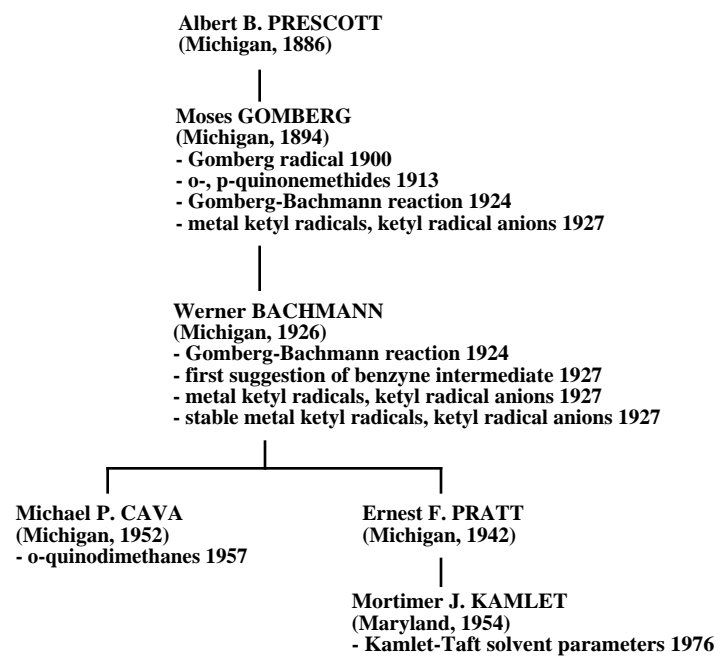 Albert B. PRESCOTT
(Michigan, 1886)
Moses GOMBERG
(Michigan, 1894)
- Gomberg radical 1900
- o-, p-quinonemethides 1913
- Gomberg-Bachmann reaction 1924
- metal ketyl radicals, ketyl radical anions 1927
Werner BACHMANN
(Michigan, 1926)
- Gomberg-Bachmann reaction 1924
- first suggestion of benzyne intermediate 1927
- metal ketyl radicals, ketyl radical anions 1927
- stable metal ketyl radicals, ketyl radical anions 1927
Michael P. CAVA
(Michigan, 1952)
- o-quinodimethanes 1957
Ernest F. PRATT
(Michigan, 1942)
Mortimer J. KAMLET
(Maryland, 1954)
- Kamlet-Taft solvent parameters 1976